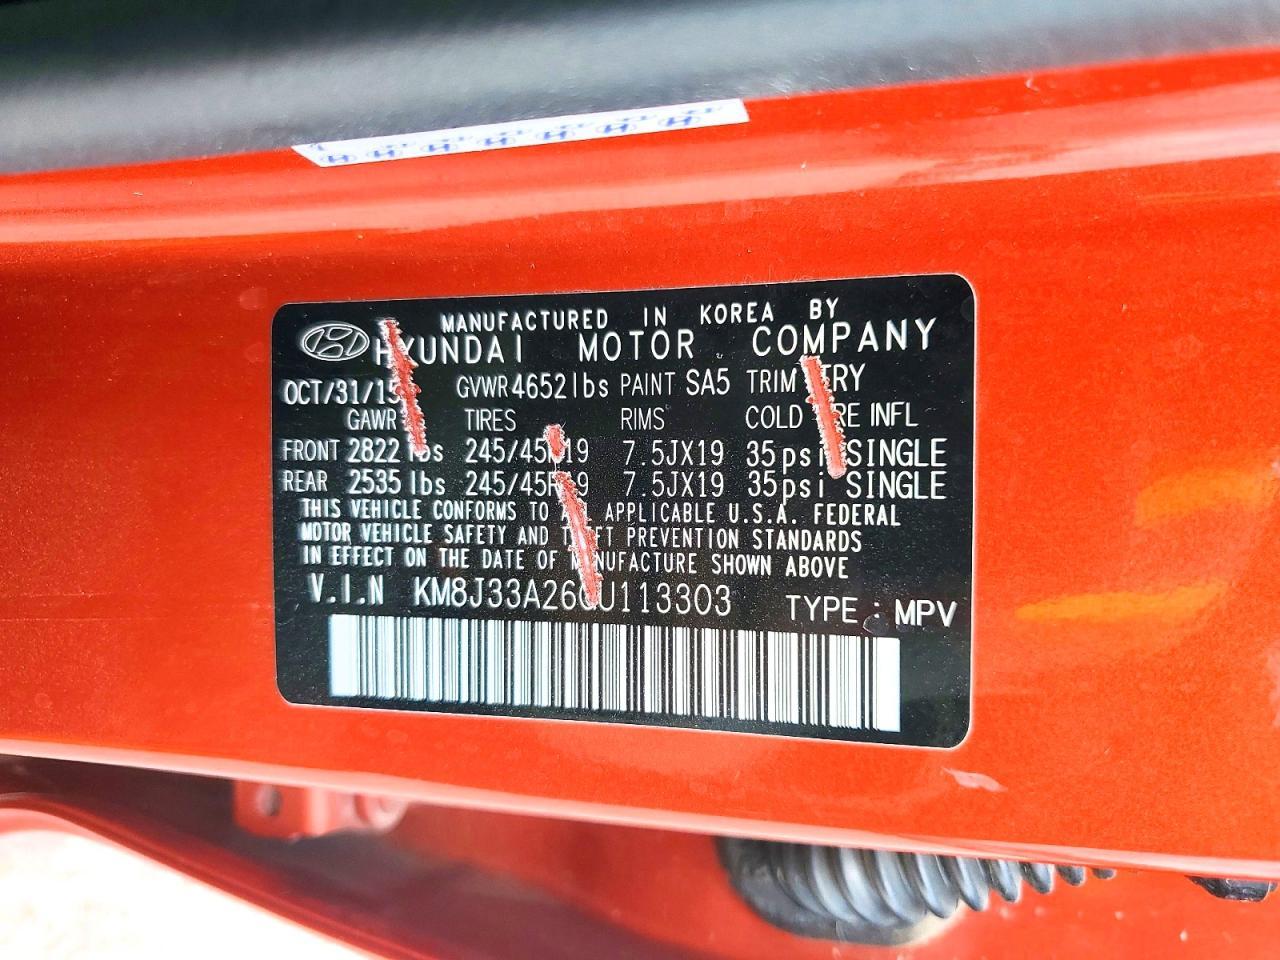 MANUFACTURED IN KOREA BY
HYUNDAI MOTOR COMPANY
OCT/31/15 GVWR 4652lbs PAINT SA5 TRIM
GAWR TIRES RIMS COLD TIRE INFL
FRONT 2822 lbs 245/45R19 7.5JX19 35psi SINGLE
REAR 2535 lbs 245/45R19 7.5JX19 35psi SINGLE
THIS VEHICLE CONFORMS TO ALL APPLICABLE U.S.A. FEDERAL
MOTOR VEHICLE SAFETY AND THEFT PREVENTION STANDARDS
IN EFFECT ON THE DATE OF MANUFACTURE SHOWN ABOVE
V.I.N KM8J33A26GU113303 TYPE : MPV